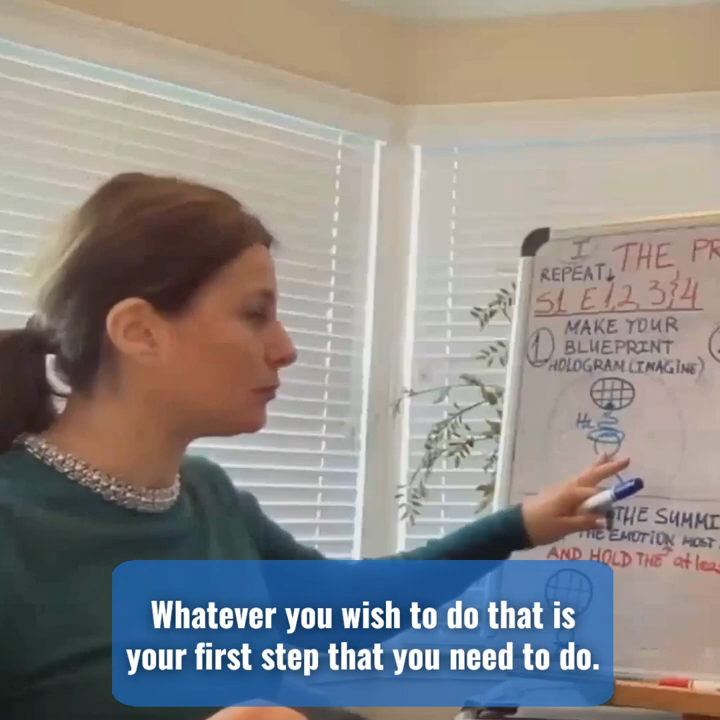 I THE PR
REPEAT↓
S1 E1,2,3,4
1 MAKE YOUR
BLUEPRINT
HOLOGRAM (IMAGINE)
THE SUMMI
THE EMOTION MOST
AND HOLD THE at leas
Whatever you wish to do that is
your first step that you need to do.